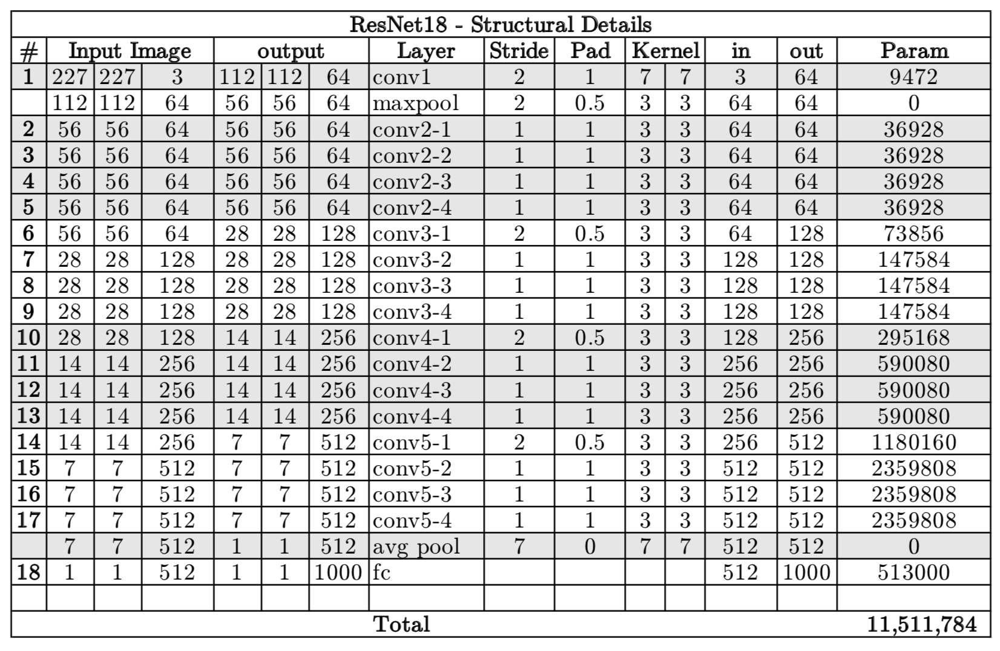 ResNet18 - Structural Details
# Input Image output Layer Stride Pad Kernel in out Param
1 227 227 3 112 112 64 conv1 2 1 7 7 3 64 9472
112 112 64 56 56 64 maxpool 2 0.5 3 3 64 64 0
2 56 56 64 56 56 64 conv2-1 1 1 3 3 64 64 36928
3 56 56 64 56 56 64 conv2-2 1 1 3 3 64 64 36928
4 56 56 64 56 56 64 conv2-3 1 1 3 3 64 64 36928
5 56 56 64 56 56 64 conv2-4 1 1 3 3 64 64 36928
6 56 56 64 28 28 128 conv3-1 2 0.5 3 3 64 128 73856
7 28 28 128 28 28 128 conv3-2 1 1 3 3 128 128 147584
8 28 28 128 28 28 128 conv3-3 1 1 3 3 128 128 147584
9 28 28 128 28 28 128 conv3-4 1 1 3 3 128 128 147584
10 28 28 128 14 14 256 conv4-1 2 0.5 3 3 128 256 295168
11 14 14 256 14 14 256 conv4-2 1 1 3 3 256 256 590080
12 14 14 256 14 14 256 conv4-3 1 1 3 3 256 256 590080
13 14 14 256 14 14 256 conv4-4 1 1 3 3 256 256 590080
14 14 14 256 7 7 512 conv5-1 2 0.5 3 3 256 512 1180160
15 7 7 512 7 7 512 conv5-2 1 1 3 3 512 512 2359808
16 7 7 512 7 7 512 conv5-3 1 1 3 3 512 512 2359808
17 7 7 512 7 7 512 conv5-4 1 1 3 3 512 512 2359808
7 7 512 1 1 512 avg pool 7 0 7 7 512 512 0
18 1 1 512 1 1 1000 fc 512 1000 513000
Total 11,511,784